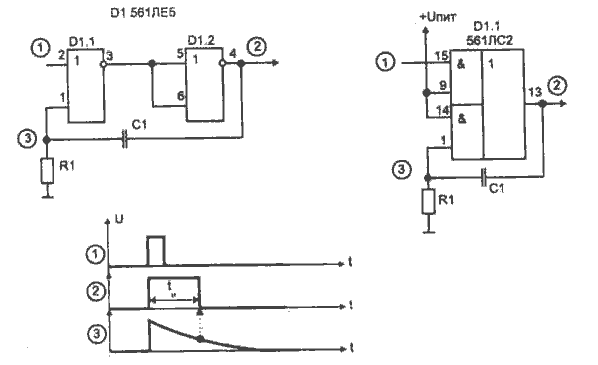 D1 561ЛЕ5
1 D1.1 D1.2 2
2 1 3 5 1 4
1 6
3 C1
R1
+Uпит
D1.1
561ЛС2
1 15 & 1 2
9 13
14 &
1
3 C1
R1
U
1 t
2 tи t
3 t